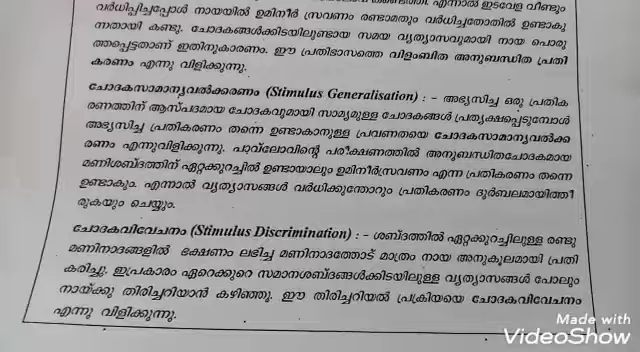 വർധിപ്പിച്ചപ്പോൾ നായയിൽ ഉമിനീർ സ്രവണം രണ്ടാമതും വർധിച്ചതോതിൽ ഉണ്ടാകു
ന്നതായി കണ്ടു. ചോദകങ്ങൾക്കിടയിലുണ്ടായ സമയ വ്യത്യാസവുമായി നായ പൊരു
ത്തപ്പെട്ടതാണ് ഇതിനുകാരണം. ഈ പ്രതിഭാസത്തെ വിളംബിത അനുബന്ധിത പ്രതി
കരണം എന്നു വിളിക്കുന്നു.
ചോദകസാമാന്യവൽക്കരണം (Stimulus Generalisation) : - അഭ്യസിച്ച ഒരു പ്രതിക
രണത്തിന് ആസ്പദമായ ചോദകവുമായി സാമ്യമുള്ള ചോദകങ്ങൾ പ്രത്യക്ഷപ്പെടുമ്പോൾ
അഭ്യസിച്ച പ്രതികരണം തന്നെ ഉണ്ടാകാനുള്ള പ്രവണതയെ ചോദകസാമാന്യവൽക്ക
രണം എന്നുവിളിക്കുന്നു. പാവ്ലോവിന്റെ പരീക്ഷണത്തിൽ അനുബന്ധിതചോദകമായ
മണിശബ്ദത്തിന് ഏറ്റക്കുറച്ചിൽ ഉണ്ടായാലും ഉമിനീർസ്രവണം എന്ന പ്രതികരണം തന്നെ
ഉണ്ടാകും. എന്നാൽ വ്യത്യാസങ്ങൾ വർധിക്കുന്തോറും പ്രതികരണം ദുർബലമായിത്തീ
രുകയും ചെയ്യും.
ചോദകവിവേചനം (Stimulus Discrimination) : - ശബ്ദത്തിൽ ഏറ്റക്കുറച്ചിലുള്ള രണ്ടു
മണിനാദങ്ങളിൽ ഭക്ഷണം ലഭിച്ച മണിനാദത്തോട് മാത്രം നായ അനുകൂലമായി പ്രതി
കരിച്ചു. ഇപ്രകാരം ഏറെക്കുറെ സമാനശബ്ദങ്ങൾക്കിടയിലുള്ള വ്യത്യാസങ്ങൾ പോലും
നായ്ക്കു തിരിച്ചറിയാൻ കഴിഞ്ഞു. ഈ തിരിച്ചറിയൽ പ്രക്രിയയെ ചോദകവിവേചനം
എന്നു വിളിക്കുന്നു.
Made with
VideoShow